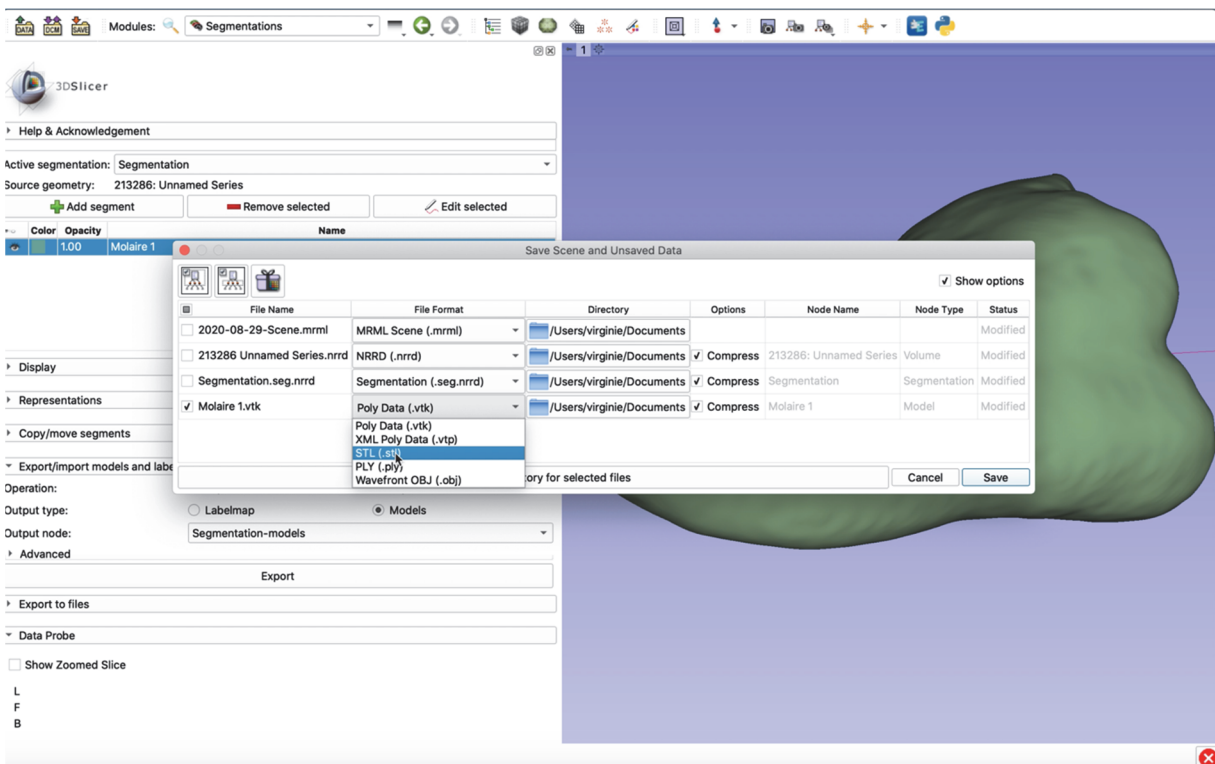 DATA DCM SAVE Modules: Segmentations
1
3DSlicer
Help & Acknowledgement
Active segmentation: Segmentation
Source geometry: 213286: Unnamed Series
Add segment Remove selected Edit selected
Color Opacity Name
1.00 Molaire 1
Save Scene and Unsaved Data
Show options
File Name File Format Directory Options Node Name Node Type Status
2020-08-29-Scene.mrml MRML Scene (.mrml) /Users/virginie/Documents Modified
213286 Unnamed Series.nrrd NRRD (.nrrd) /Users/virginie/Documents Compress 213286: Unnamed Series Volume Modified
Segmentation.seg.nrrd Segmentation (.seg.nrrd) /Users/virginie/Documents Compress Segmentation Segmentation Modified
Molaire 1.vtk Poly Data (.vtk) /Users/virginie/Documents Compress Molaire 1 Model Modified
Poly Data (.vtk)
XML Poly Data (.vtp)
STL (.stl)
PLY (.ply)
Wavefront OBJ (.obj)
ory for selected files Cancel Save
Display
Representations
Copy/move segments
Export/import models and labe
Operation:
Output type: Labelmap Models
Output node: Segmentation-models
Advanced
Export
Export to files
Data Probe
Show Zoomed Slice
L
F
B